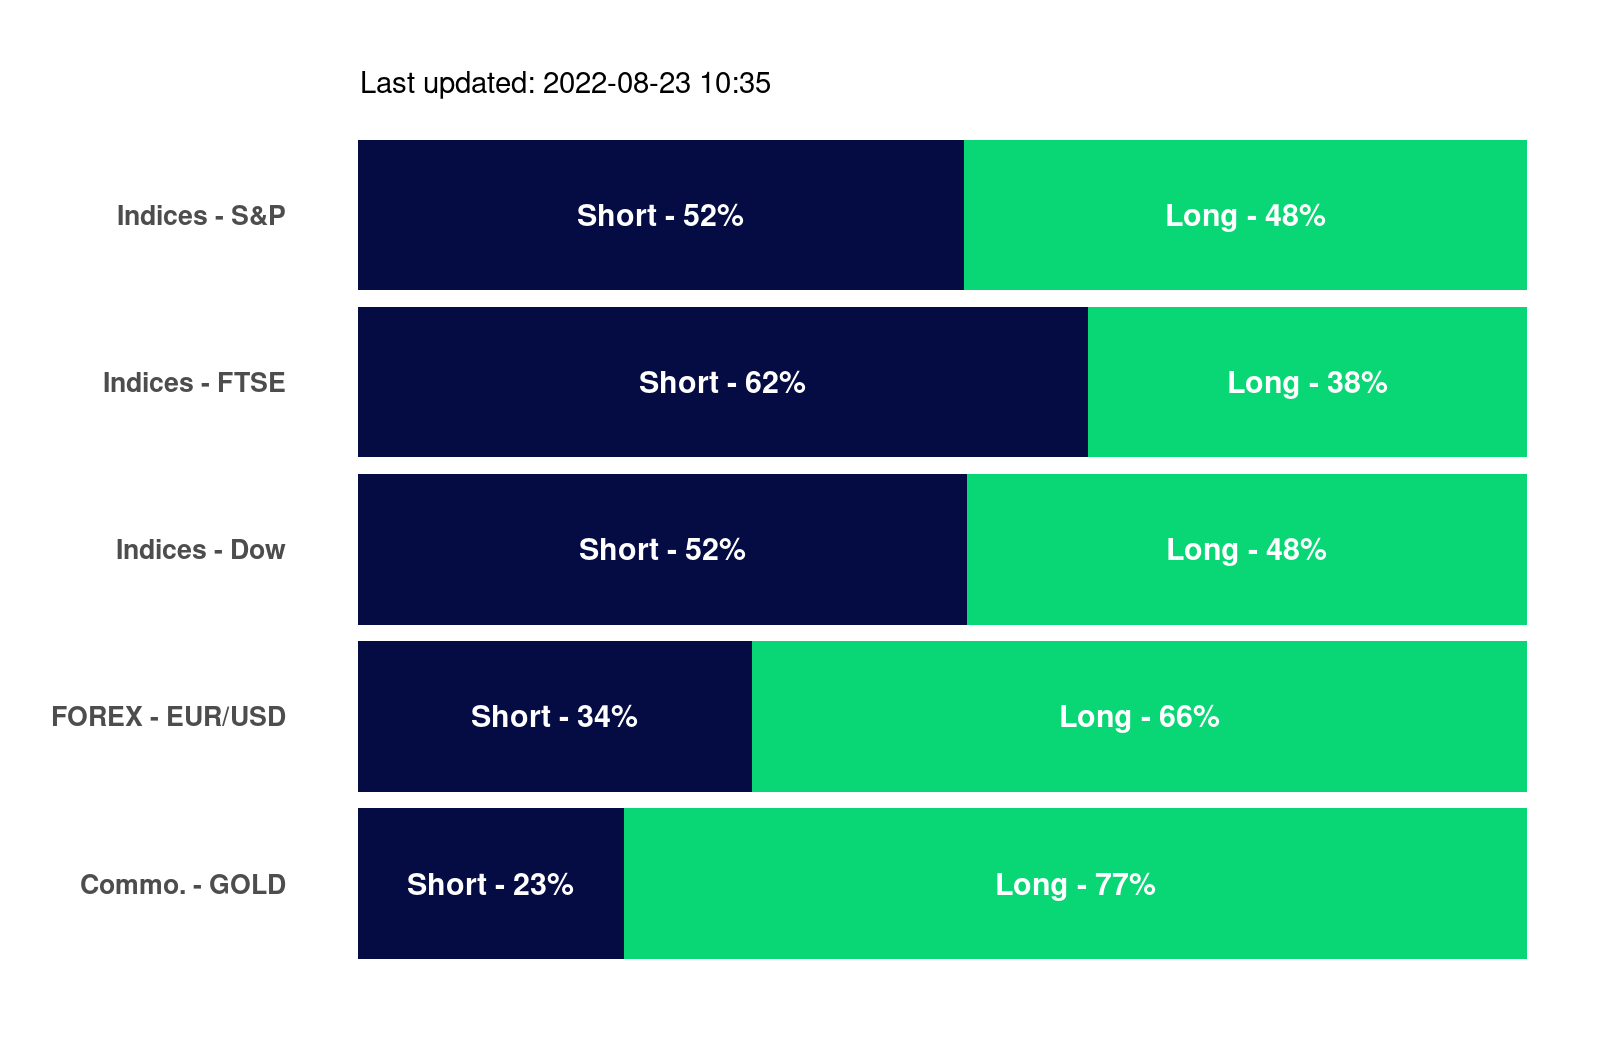 Last updated: 2022-08-23 10:35
Indices - S&P
Short - 52%
Long - 48%
Indices - FTSE
Short - 62%
Long - 38%
Indices - Dow
Short - 52%
Long - 48%
FOREX - EUR/USD
Short - 34%
Long - 66%
Commo. - GOLD
Short - 23%
Long - 77%